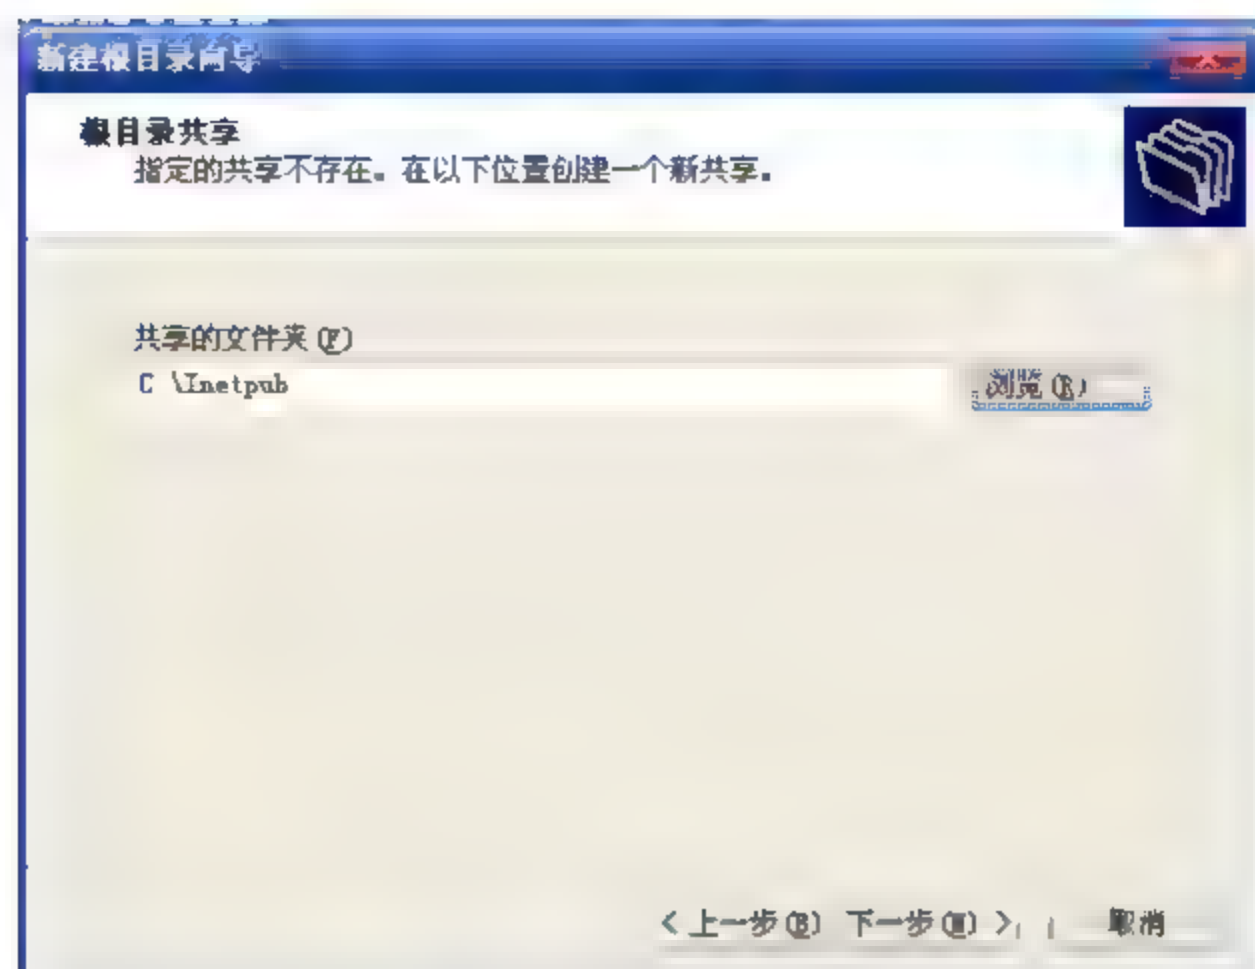 新建根目录向导
根目录共享
指定的共享不存在。在以下位置创建一个新共享。
共享的文件夹(F)
C \Inetpub
浏览(R)
<上一步(B) 下一步(N)> 取消